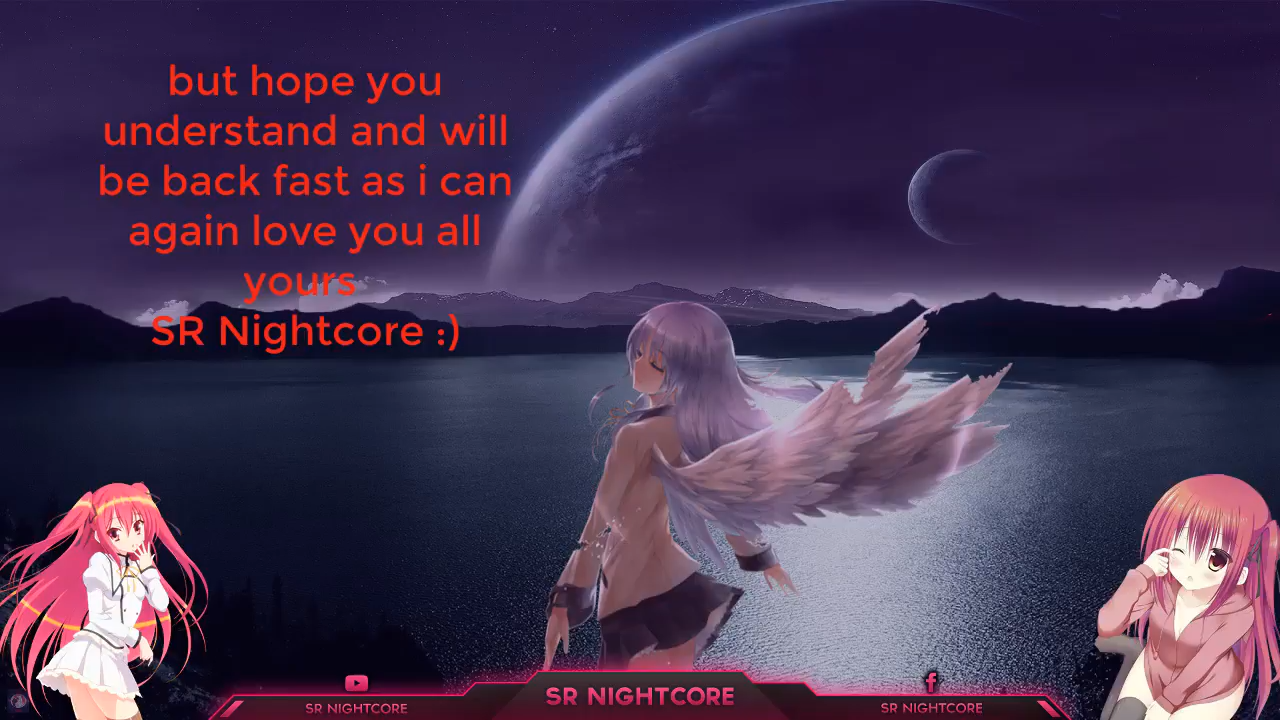 but hope you
understand and will
be back fast as i can
again love you all
yours
SR Nightcore :)
SR NIGHTCORE
SR NIGHTCORE
SR NIGHTCORE